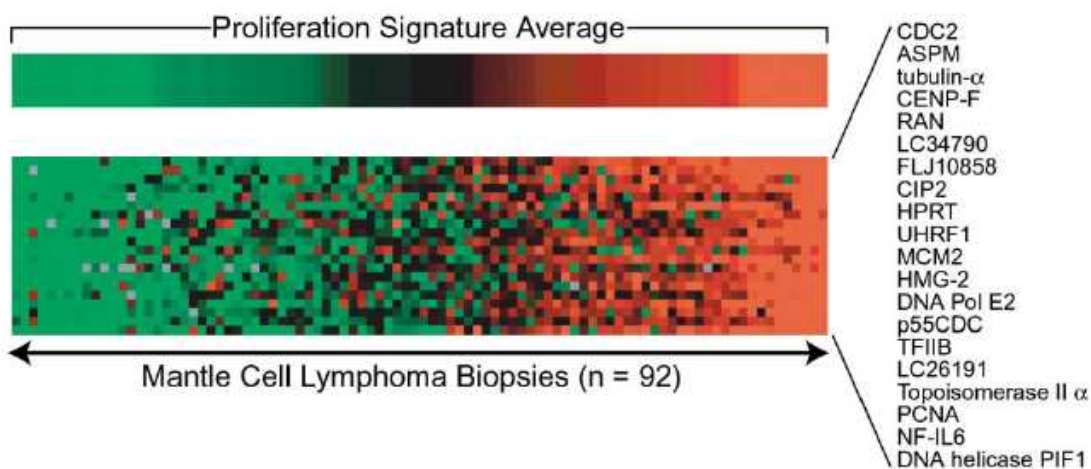 Proliferation Signature Average
Mantle Cell Lymphoma Biopsies (n = 92)
CDC2
ASPM
tubulin-α
CENP-F
RAN
LC34790
FLJ10858
CIP2
HPRT
UHRF1
MCM2
HMG-2
DNA Pol E2
p55CDC
TFIIB
LC26191
Topoisomerase II α
PCNA
NF-IL6
DNA helicase PIF1